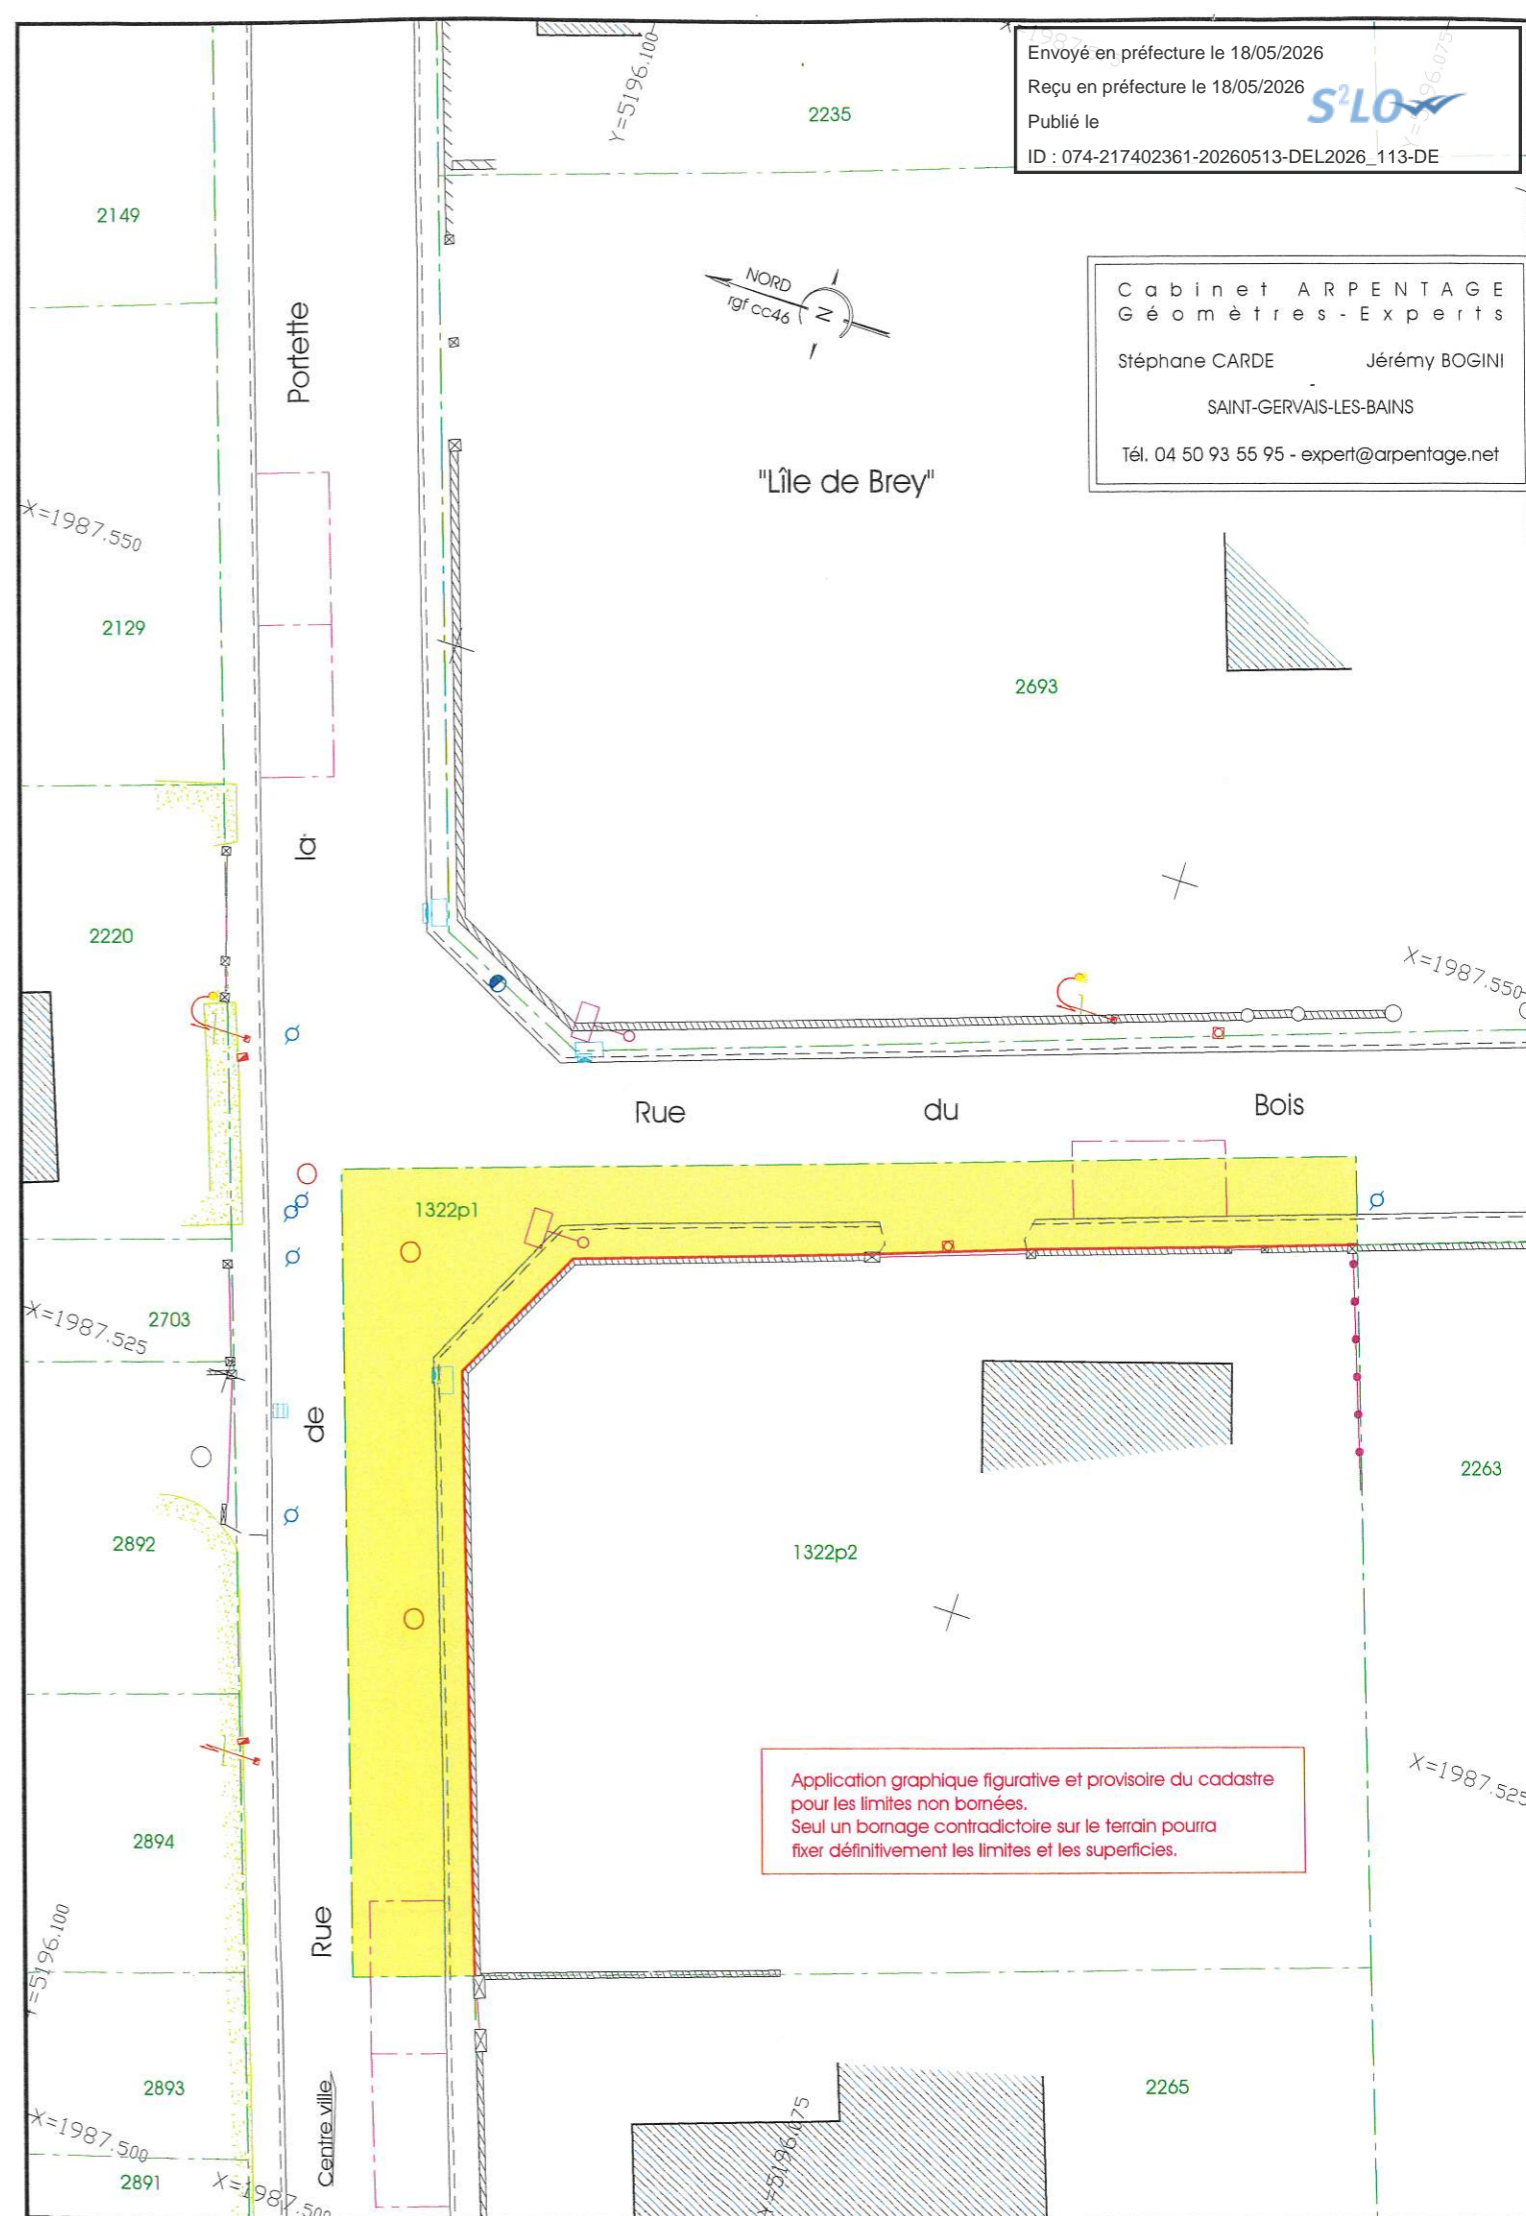 Envoyé en préfecture le 18/05/2026
Reçu en préfecture le 18/05/2026
S²LO
Publié le
ID : 074-217402361-20260513-DEL2026_113-DE
Y=5196.100
2235
2149
NORD
rgf cc46
N
Cabinet ARPENTAGE
Géomètres-Experts
Stéphane CARDE Jérémy BOGINI
-
SAINT-GERVAIS-LES-BAINS
Tél. 04 50 93 55 95 - expert@arpentage.net
Portette
"Lîle de Brey"
X=1987.550
2129
2693
la
2220
X=1987.550
Rue du Bois
1322p1
2703
X=1987.525
de
2263
2892
1322p2
X=1987.525
Application graphique figurative et provisoire du cadastre
pour les limites non bornées.
Seul un bornage contradictoire sur le terrain pourra
fixer définitivement les limites et les superficies.
2894
Rue
Y=5196.100
2893
2265
Centre ville
Y=5196.075
X=1987.500
2891
X=1987.500